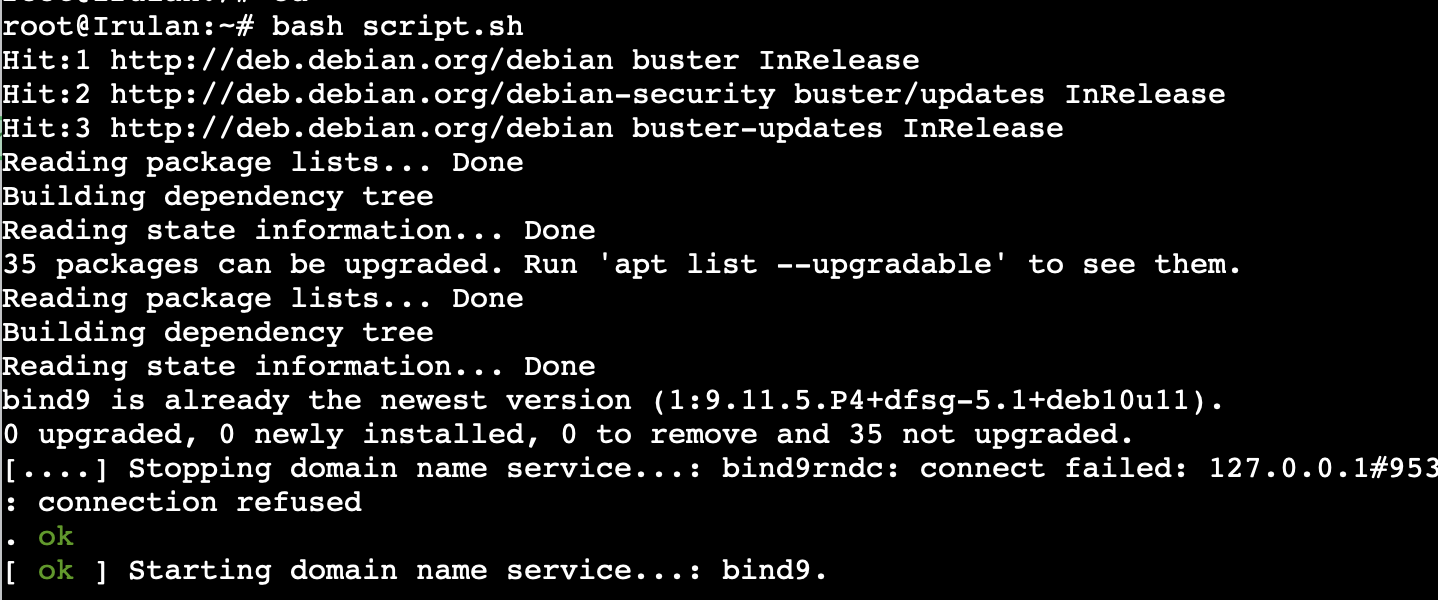 root@Irulan:~# bash script.sh
Hit:1 http://deb.debian.org/debian buster InRelease
Hit:2 http://deb.debian.org/debian-security buster/updates InRelease
Hit:3 http://deb.debian.org/debian buster-updates InRelease
Reading package lists... Done
Building dependency tree
Reading state information... Done
35 packages can be upgraded. Run 'apt list --upgradable' to see them.
Reading package lists... Done
Building dependency tree
Reading state information... Done
bind9 is already the newest version (1:9.11.5.P4+dfsg-5.1+deb10u11).
0 upgraded, 0 newly installed, 0 to remove and 35 not upgraded.
[....] Stopping domain name service...: bind9rndc: connect failed: 127.0.0.1#953
: connection refused
. ok
[ ok ] Starting domain name service...: bind9.